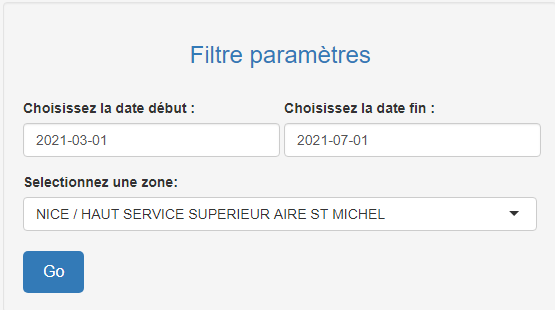 Filtre paramètres
Choisissez la date début : Choisissez la date fin :
2021-03-01 2021-07-01
Selectionnez une zone:
NICE / HAUT SERVICE SUPERIEUR AIRE ST MICHEL
Go